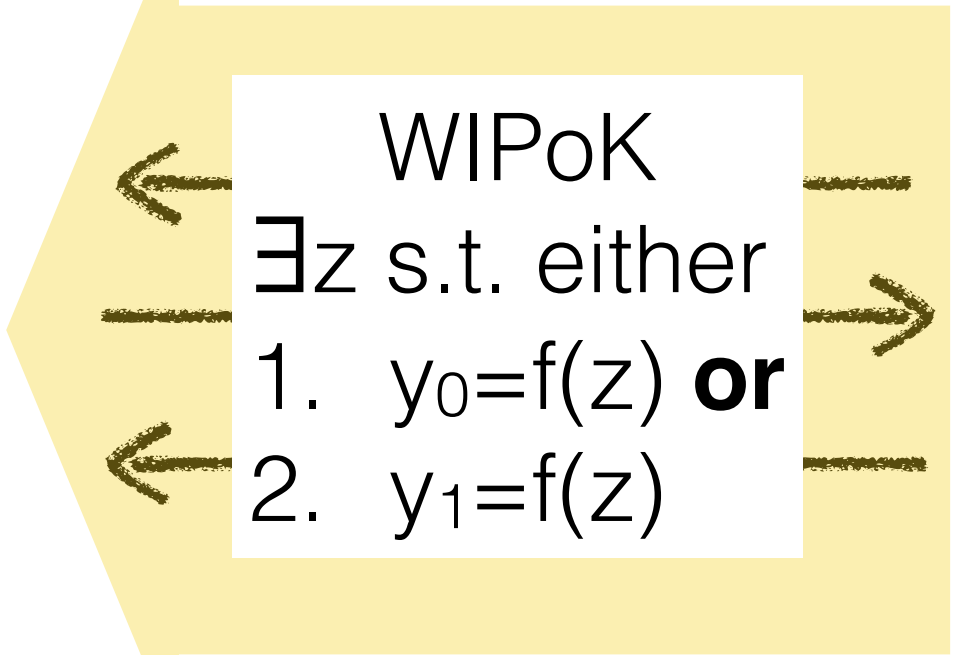 WIPoK
∃z s.t. either
1. y₀=f(z) or
2. y₁=f(z)